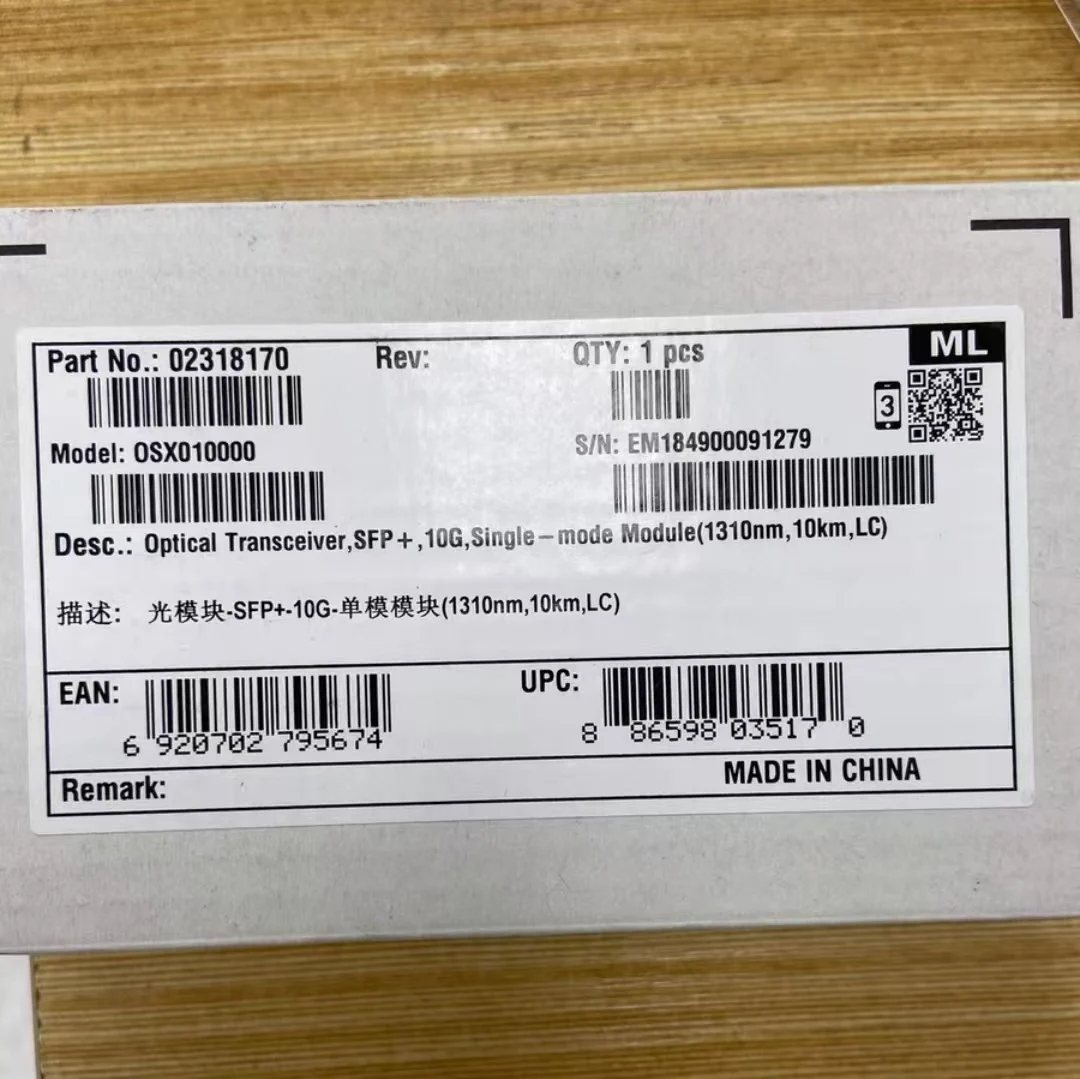 Part No.: 02318170 Rev: QTY: 1 pcs ML
3
Model: OSX010000 S/N: EM184900091279
Desc.: Optical Transceiver,SFP+,10G,Single-mode Module(1310nm,10km,LC)
描述: 光模块-SFP+-10G-单模模块(1310nm,10km,LC)
EAN: UPC:
6 920702 795674 8 86598 03517 0
Remark: MADE IN CHINA